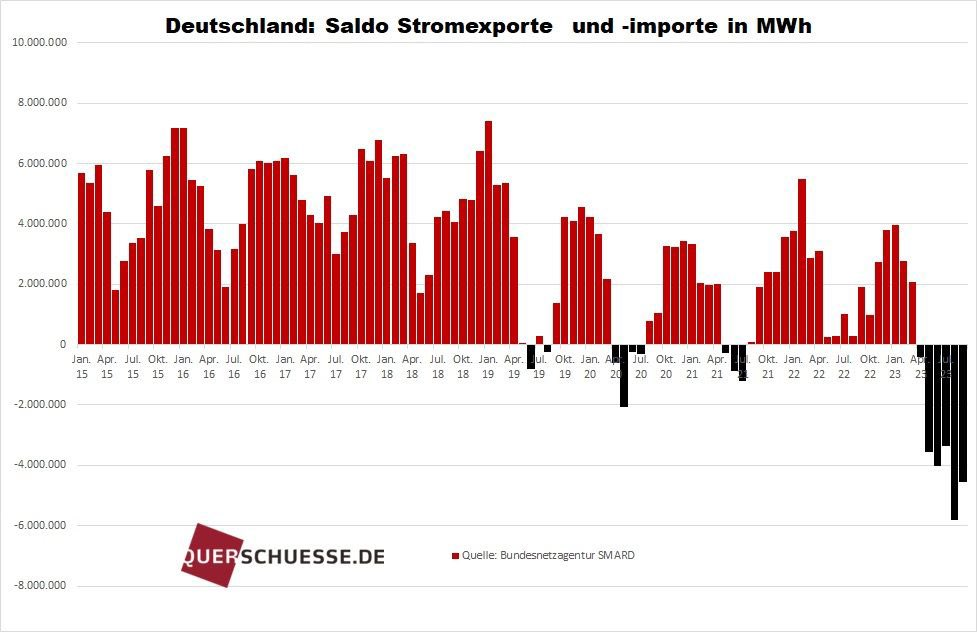 Deutschland: Saldo Stromexporte und -importe in MWh
10.000.000
8.000.000
6.000.000
4.000.000
2.000.000
0
Jan. Apr. Jul. Okt. Jan. Apr. Jul. Okt. Jan. Apr. Jul. Okt. Jan. Apr. Jul. Okt. Jan. Apr. Jul. Okt. Jan. Apr. Jul. Okt. Jan. Apr. Jul. Okt. Jan. Apr. Jul. Okt. Jan. Apr. Jul.
15 15 15 15 16 16 16 16 17 17 17 17 18 18 18 18 19 19 19 19 20 20 20 20 21 21 21 21 22 22 22 22 23 23 23
-2.000.000
-4.000.000
-6.000.000
QUERSCHUESSE.DE
Quelle: Bundesnetzagentur SMARD
-8.000.000